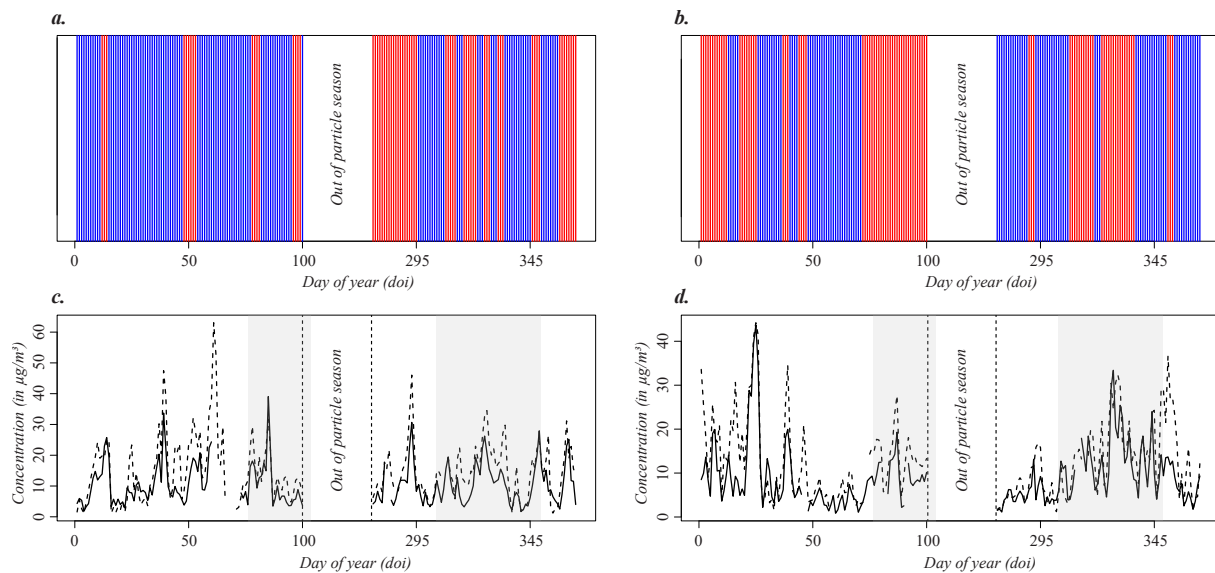 a.
Out of particle season
0 50 100 295 345
Day of year (doi)
b.
Out of particle season
0 50 100 295 345
Day of year (doi)
c.
Concentration (in μg/m³)
0 10 20 30 40 50 60
Out of particle season
0 50 100 295 345
Day of year (doi)
d.
Concentration (in μg/m³)
0 10 20 30 40
Out of particle season
0 50 100 295 345
Day of year (doi)